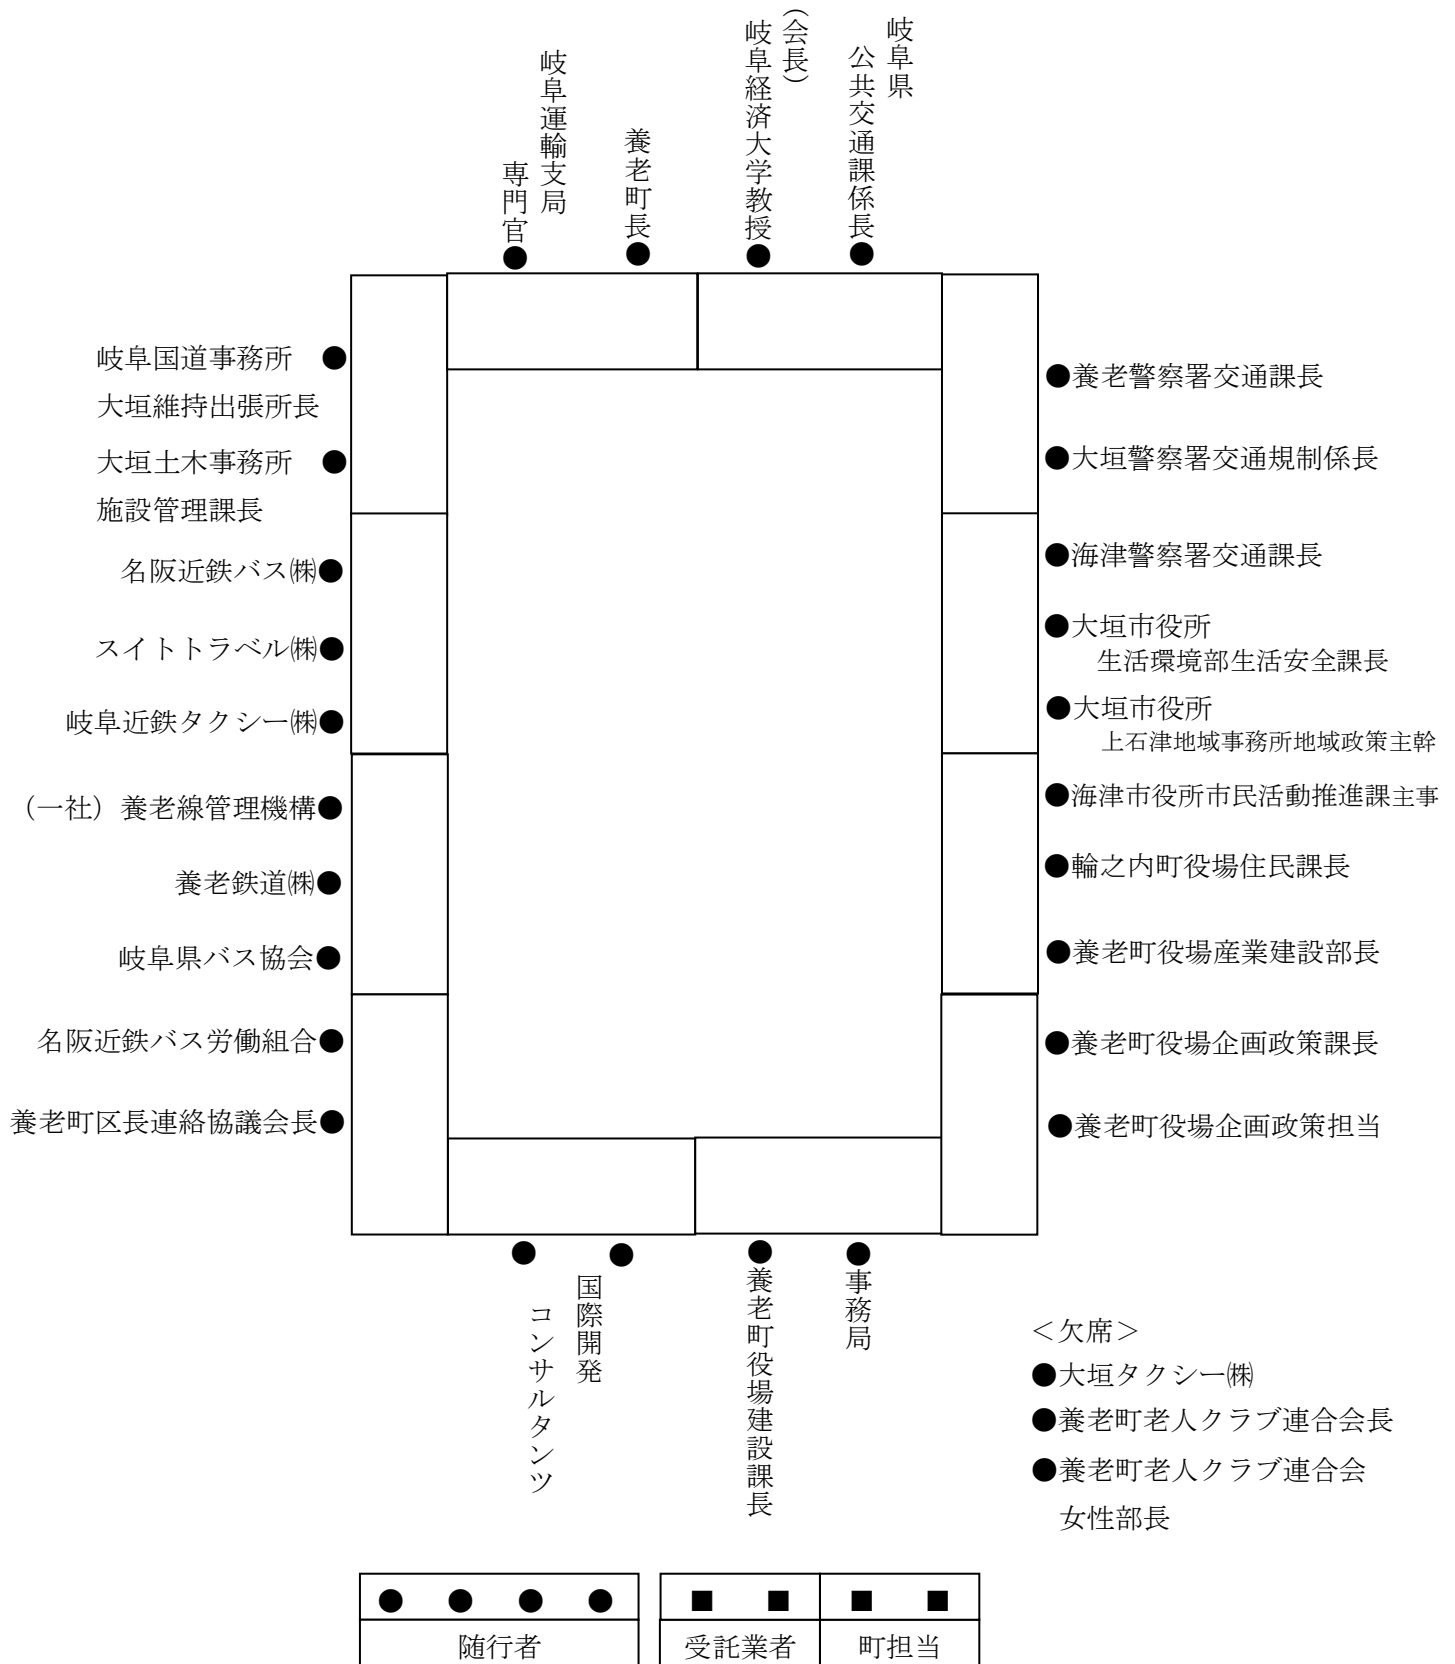 岐阜県
公共交通課係長
●
（会長）
岐阜経済大学教授
●
養老町長
●
岐阜運輸支局
専門官
●
岐阜国道事務所 ●
大垣維持出張所長
大垣土木事務所 ●
施設管理課長
名阪近鉄バス㈱●
スイトトラベル㈱●
岐阜近鉄タクシー㈱●
（一社）養老線管理機構●
養老鉄道㈱●
岐阜県バス協会●
名阪近鉄バス労働組合●
養老町区長連絡協議会長●
●養老警察署交通課長
●大垣警察署交通規制係長
●海津警察署交通課長
●大垣市役所
生活環境部生活安全課長
●大垣市役所
上石津地域事務所地域政策主幹
●海津市役所市民活動推進課主事
●輪之内町役場住民課長
●養老町役場産業建設部長
●養老町役場企画政策課長
●養老町役場企画政策担当
●
事務局
●
養老町役場建設課長
● ●
国際開発
コンサルタンツ
＜欠席＞
●大垣タクシー㈱
●養老町老人クラブ連合会長
●養老町老人クラブ連合会
女性部長
● ● ● ● ■ ■ ■ ■
随行者 受託業者 町担当